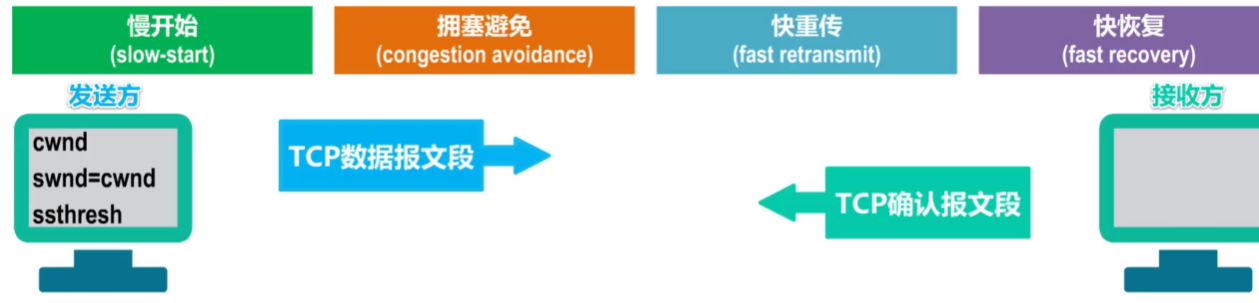 慢开始
(slow-start)
拥塞避免
(congestion avoidance)
快重传
(fast retransmit)
快恢复
(fast recovery)
发送方
接收方
cwnd
swnd=cwnd
ssthresh
TCP数据报文段
TCP确认报文段